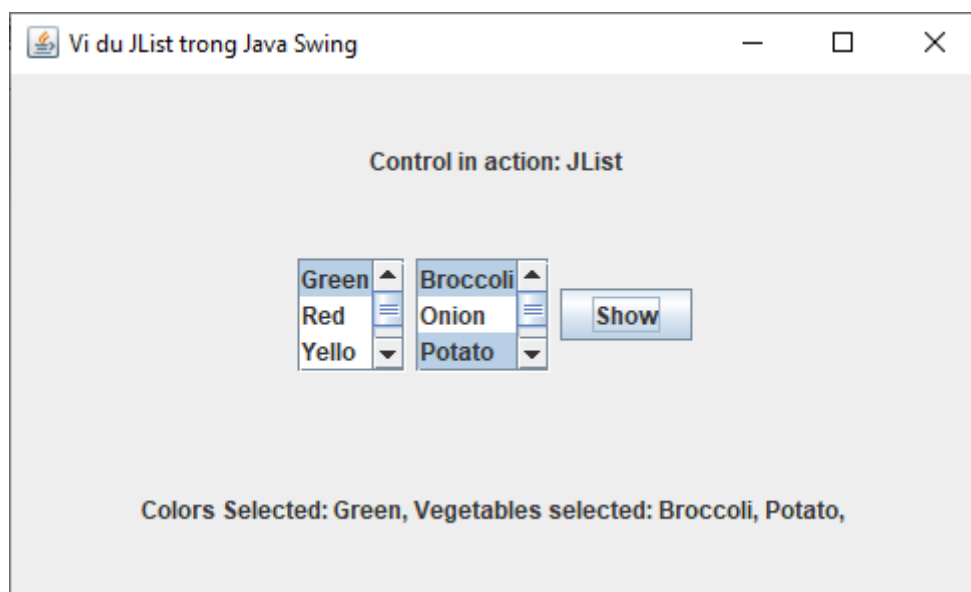 Vi du JList trong Java Swing
Control in action: JList
Green
Red
Yello
Broccoli
Onion
Potato
Show
Colors Selected: Green, Vegetables selected: Broccoli, Potato,